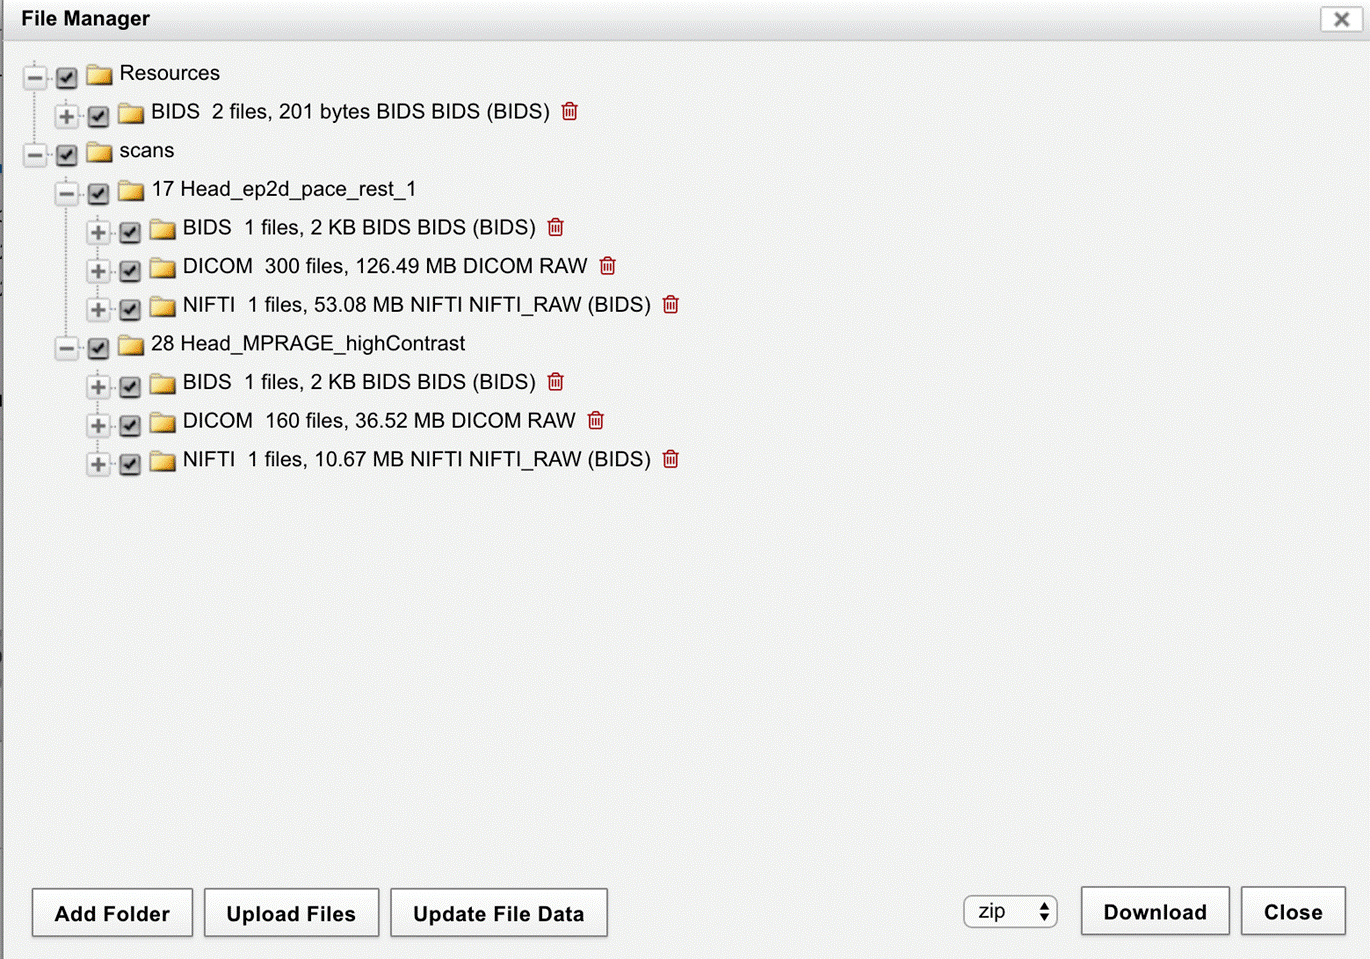 File Manager
Resources
BIDS 2 files, 201 bytes BIDS BIDS (BIDS)
scans
17 Head_ep2d_pace_rest_1
BIDS 1 files, 2 KB BIDS BIDS (BIDS)
DICOM 300 files, 126.49 MB DICOM RAW
NIFTI 1 files, 53.08 MB NIFTI NIFTI_RAW (BIDS)
28 Head_MPRAGE_highContrast
BIDS 1 files, 2 KB BIDS BIDS (BIDS)
DICOM 160 files, 36.52 MB DICOM RAW
NIFTI 1 files, 10.67 MB NIFTI NIFTI_RAW (BIDS)
Add Folder Upload Files Update File Data zip Download Close